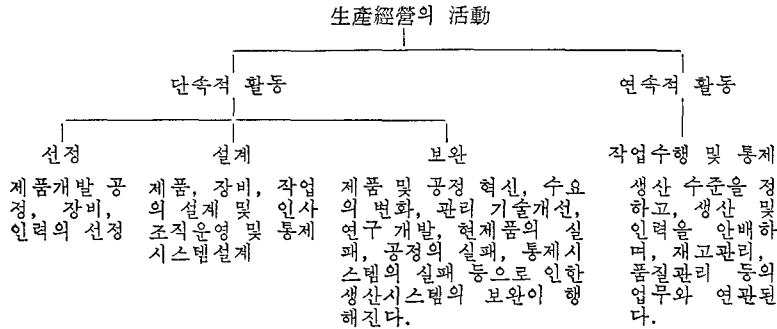 生産經營의 活動
단속적 활동
연속적 활동
선정
설계
보완
작업수행 및 통제
제품개발 공
정, 장비,
인력의 선정
제품, 장비, 작업
의 설계 및 인사
조직운영 및 통제
시스템설계
제품 및 공정 혁신, 수요
의 변화, 관리 기술개선,
연구 개발, 현제품의 실
패, 공정의 실패, 통제시
스템의 실패 등으로 인한
생산시스템의 보완이 행
해진다.
생산 수준을 정
하고, 생산 및
인력을 안배하
며, 재고관리,
품질관리 등의
업무와 연관된
다.